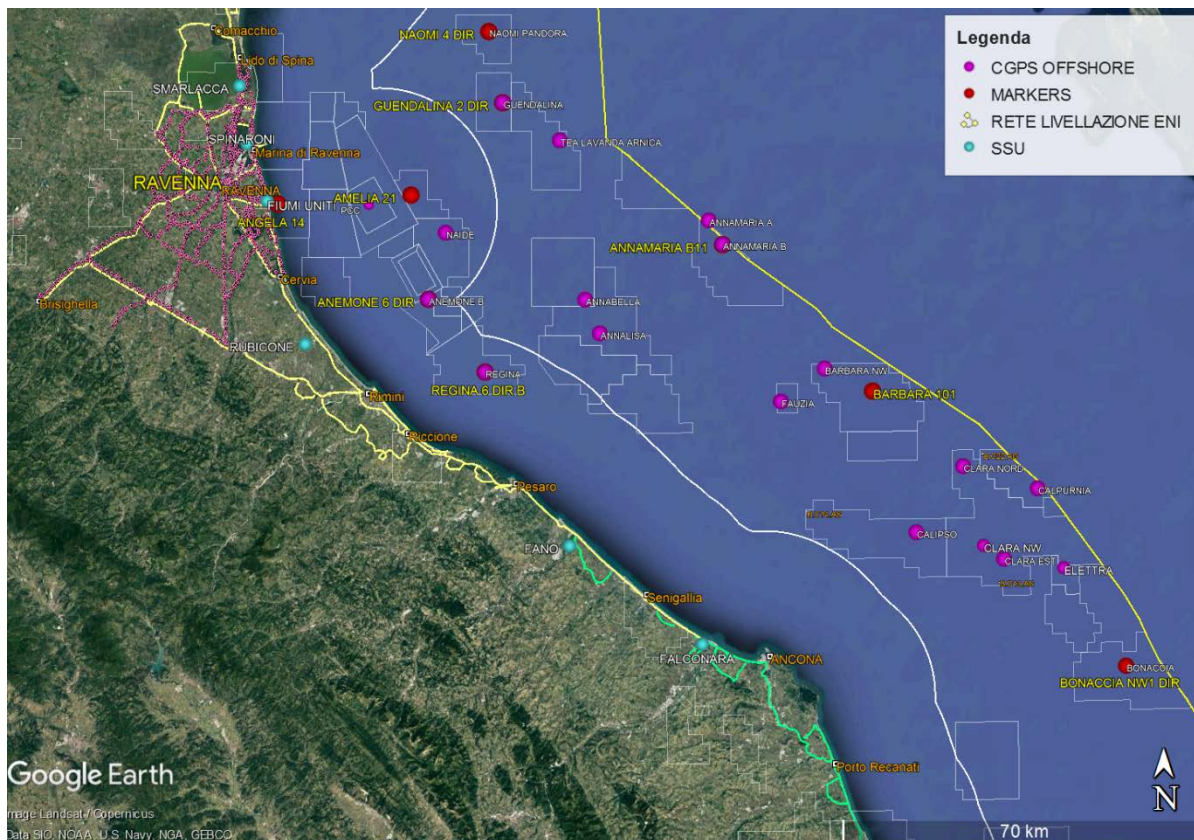 Comacchio
Lido di Spina
SMARLACCA
SPINARONI
Marina di Ravenna
RAVENNA
RAVENNA
FIUMI UNITI
ANGELA 14
Cervia
Brisighella
RUBICONE
Rimini
Riccione
Pesaro
FANO
Senigallia
FALCONARA
ANCONA
Porto Recanati
NAOMI 4 DIR
NAOMI PANDORA
GUENDALINA 2 DIR
GUENDALINA
TEA LAVANDA ARNICA
AMELIA 21
PCC
NAIDE
ANEMONE 6 DIR
ANEMONE B
REGINA
REGINA 6 DIR B
ANNAMARIA A
ANNAMARIA B11
ANNAMARIA B
ANNABELLA
ANNALISA
BARBARA NW
BARBARA 101
FAUZIA
CLARA NORD
CALPURNIA
CALIPSO
CLARA NW
CLARA EST
ELETTRA
BONACCIA
BONACCIA NW1 DIR
Legenda
CGPS OFFSHORE
MARKERS
RETE LIVELLAZIONE ENI
SSU
Google Earth
mage Landsat / Copernicus
Data SIO, NOAA, U.S. Navy, NGA, GEBCO
N
70 km